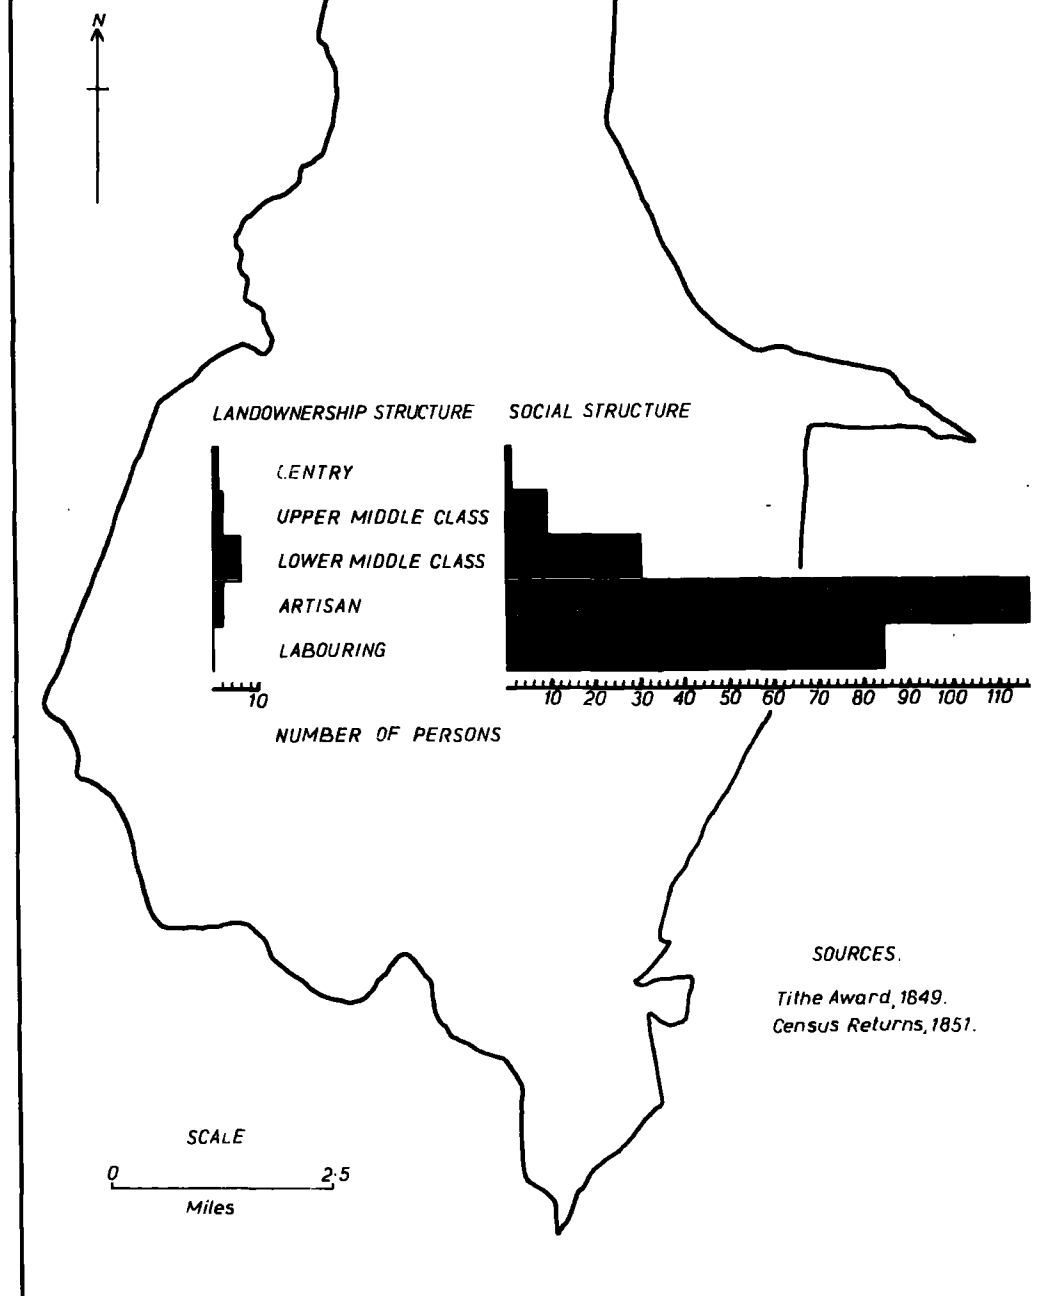 N
LANDOWNERSHIP STRUCTURE SOCIAL STRUCTURE
GENTRY
UPPER MIDDLE CLASS
LOWER MIDDLE CLASS
ARTISAN
LABOURING
10 10 20 30 40 50 60 70 80 90 100 110
NUMBER OF PERSONS
SOURCES.
Tithe Award, 1849.
Census Returns, 1851.
SCALE
0 2·5
Miles